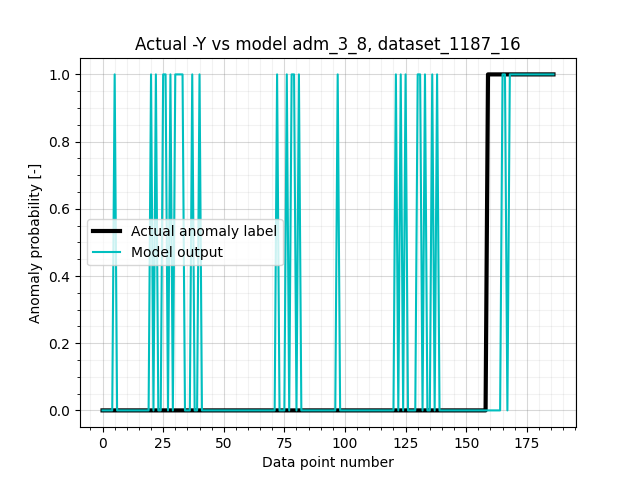 Actual -Y vs model adm_3_8, dataset_1187_16
Anomaly probability [-]
1.0
0.8
0.6
0.4
0.2
0.0
Actual anomaly label
Model output
0 25 50 75 100 125 150 175
Data point number